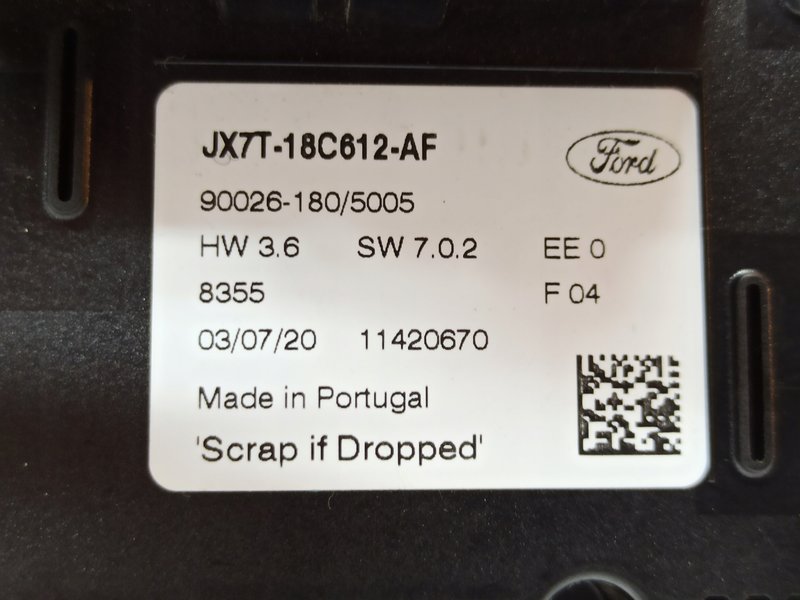 JX7T-18C612-AF
Ford
90026-180/5005
HW 3.6 SW 7.0.2 EE 0
8355 F 04
03/07/20 11420670
Made in Portugal
'Scrap if Dropped'